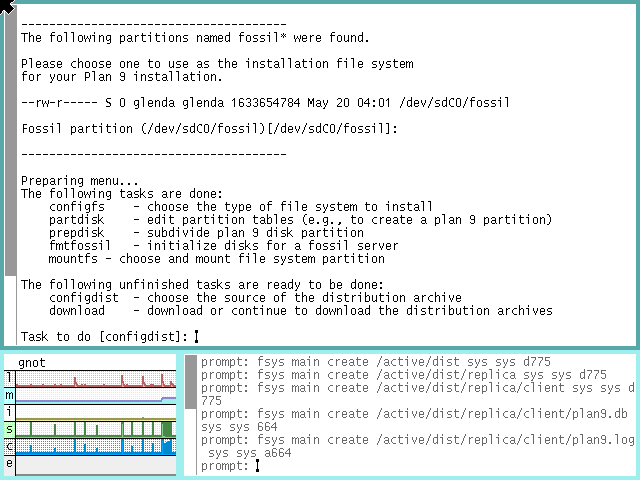 --------------------------------------
The following partitions named fossil* were found.
Please choose one to use as the installation file system
for your Plan 9 installation.
--rw-r----- S 0 glenda glenda 1633654784 May 20 04:01 /dev/sdC0/fossil
Fossil partition (/dev/sdC0/fossil)[/dev/sdC0/fossil]:
--------------------------------------
Preparing menu...
The following tasks are done:
configfs    - choose the type of file system to install
partdisk    - edit partition tables (e.g., to create a plan 9 partition)
prepdisk    - subdivide plan 9 disk partition
fmtfossil   - initialize disks for a fossil server
mountfs - choose and mount file system partition
The following unfinished tasks are ready to be done:
configdist  - choose the source of the distribution archive
download    - download or continue to download the distribution archives
Task to do [configdist]:
gnot
l
m
i
s
c
e
prompt: fsys main create /active/dist sys sys d775
prompt: fsys main create /active/dist/replica sys sys d775
prompt: fsys main create /active/dist/replica/client sys sys d
775
prompt: fsys main create /active/dist/replica/client/plan9.db
sys sys 664
prompt: fsys main create /active/dist/replica/client/plan9.log
sys sys a664
prompt: